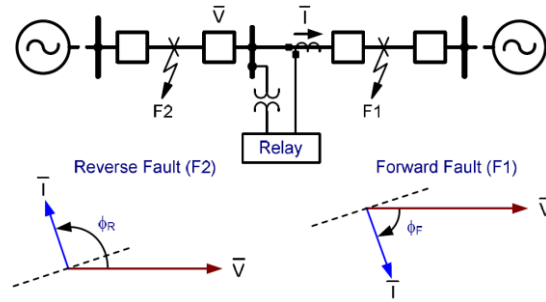 V̅ I̅
F2 F1
Relay
Reverse Fault (F2) Forward Fault (F1)
I̅ ϕR V̅
V̅ ϕF I̅